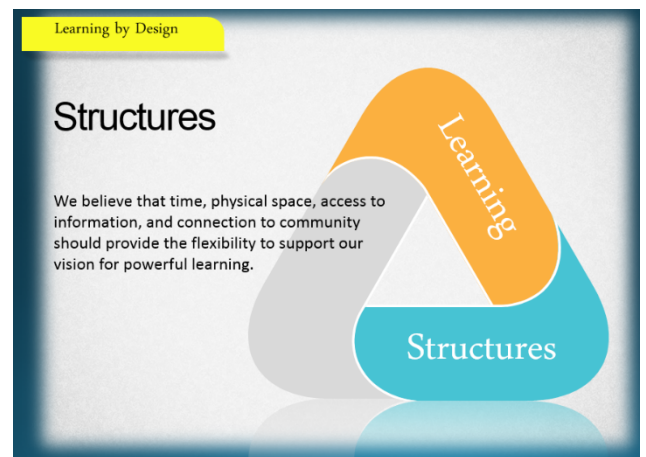 Learning by Design
Structures
We believe that time, physical space, access to
information, and connection to community
should provide the flexibility to support our
vision for powerful learning.
Learning
Structures